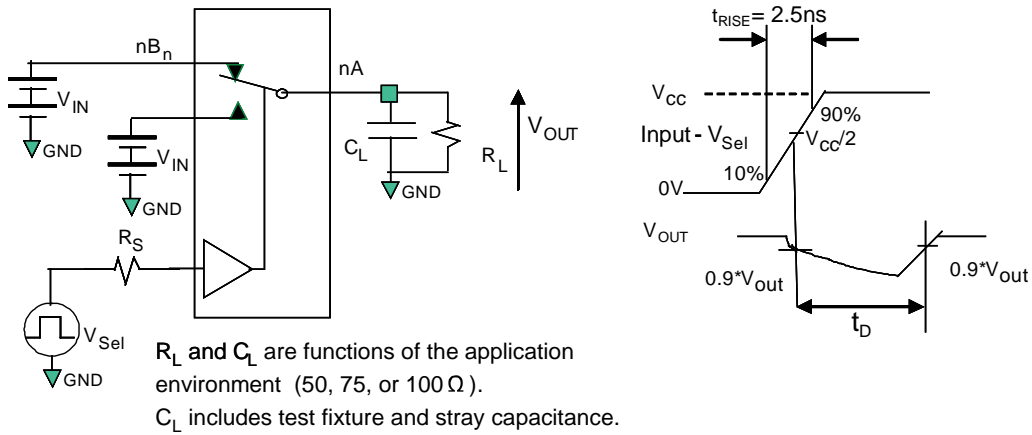 tRISE= 2.5ns
nBn
nA
VIN
GND
VIN
GND
CL
RL
VOUT
GND
RS
VSel
GND
VCC
90%
Input - VSel
VCC/2
10%
0V
VOUT
0.9*Vout
0.9*Vout
tD
RL and CL are functions of the application
environment (50, 75, or 100 Ω ).
CL includes test fixture and stray capacitance.